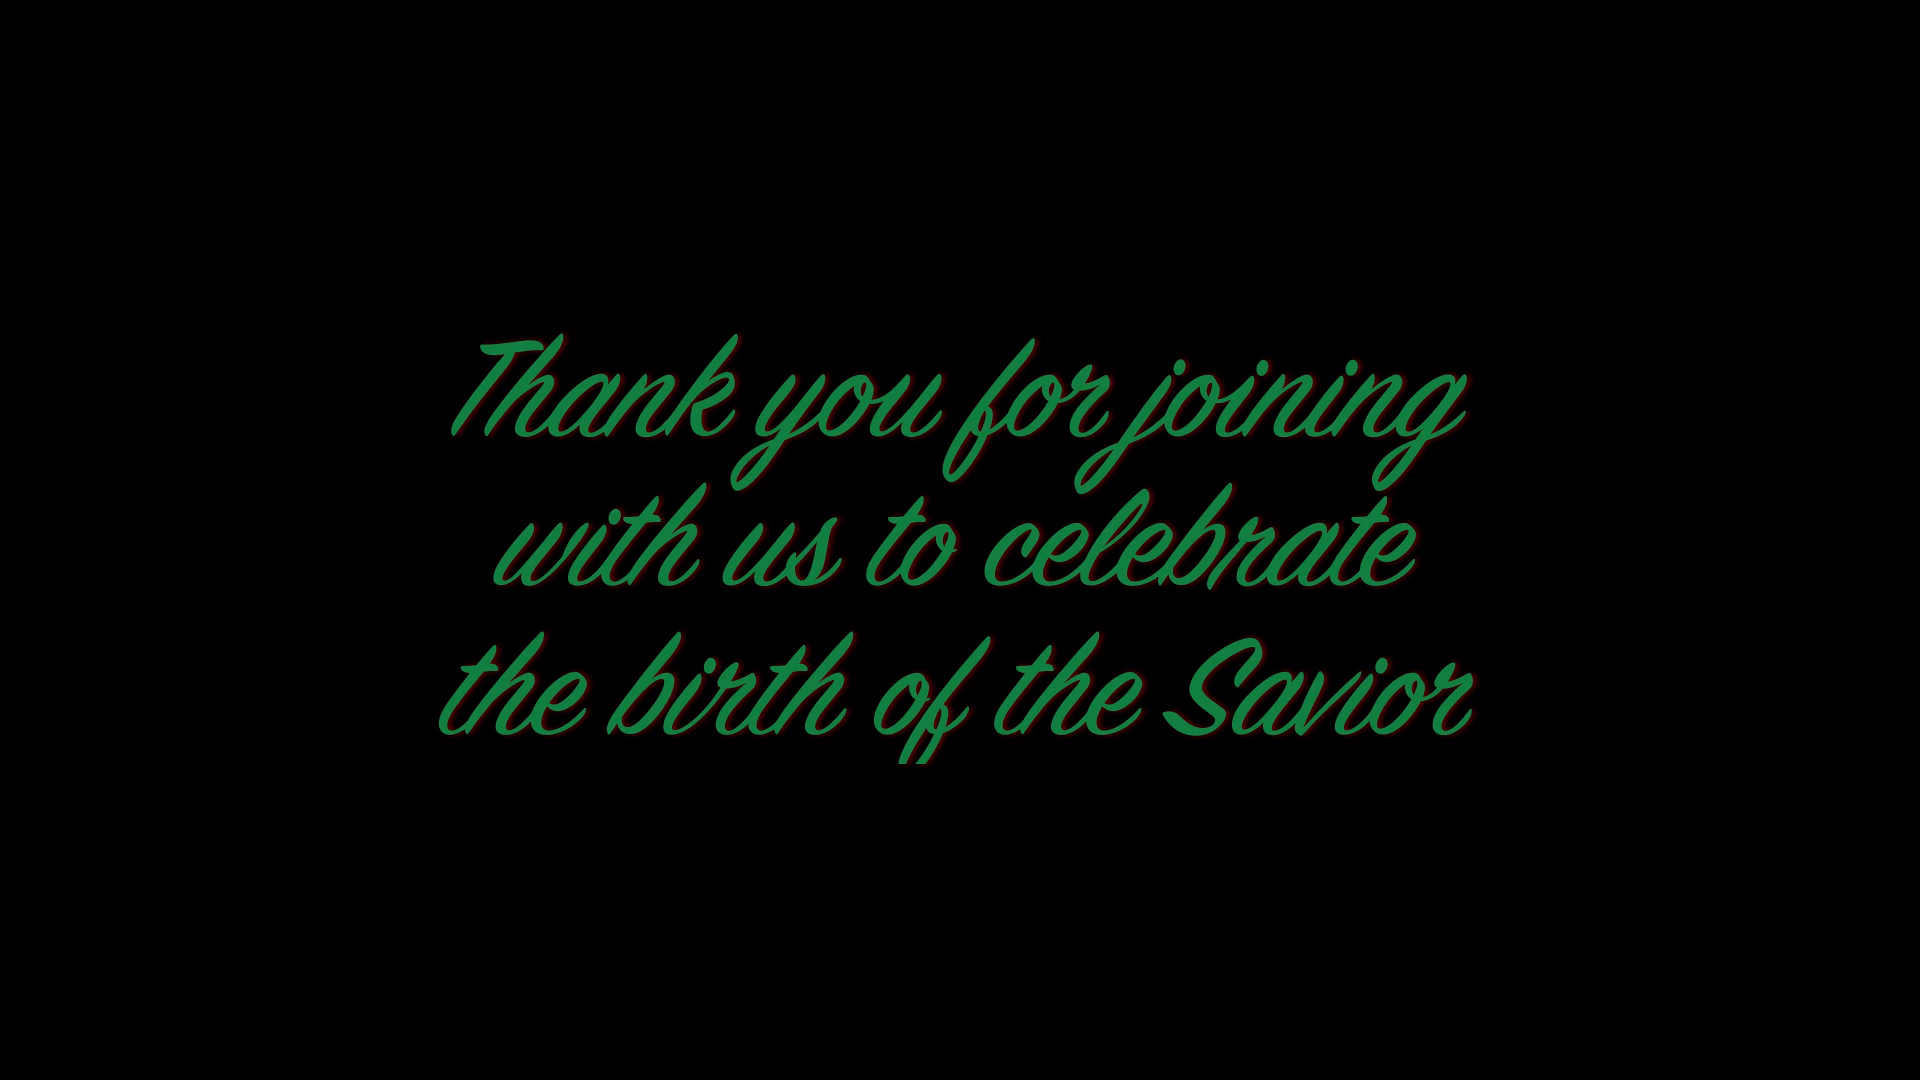 Thank you for joining
with us to celebrate
the birth of the Savior